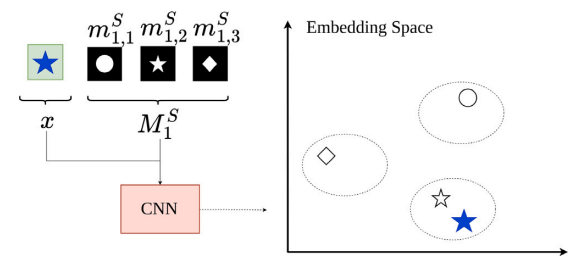 m^S_{1,1} m^S_{1,2} m^S_{1,3}
x M^S_1
CNN
Embedding Space